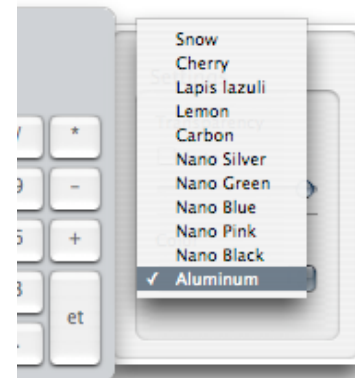 Snow
Cherry
Lapis lazuli
Lemon
Carbon
Nano Silver
Nano Green
Nano Blue
Nano Pink
Nano Black
✓ Aluminum
*
-
+
et